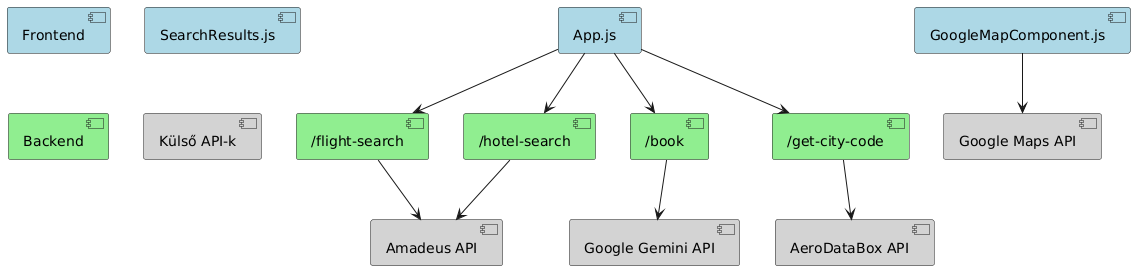 Frontend
SearchResults.js
App.js
GoogleMapComponent.js
Backend
Külső API-k
/flight-search
/hotel-search
/book
/get-city-code
Google Maps API
Amadeus API
Google Gemini API
AeroDataBox API